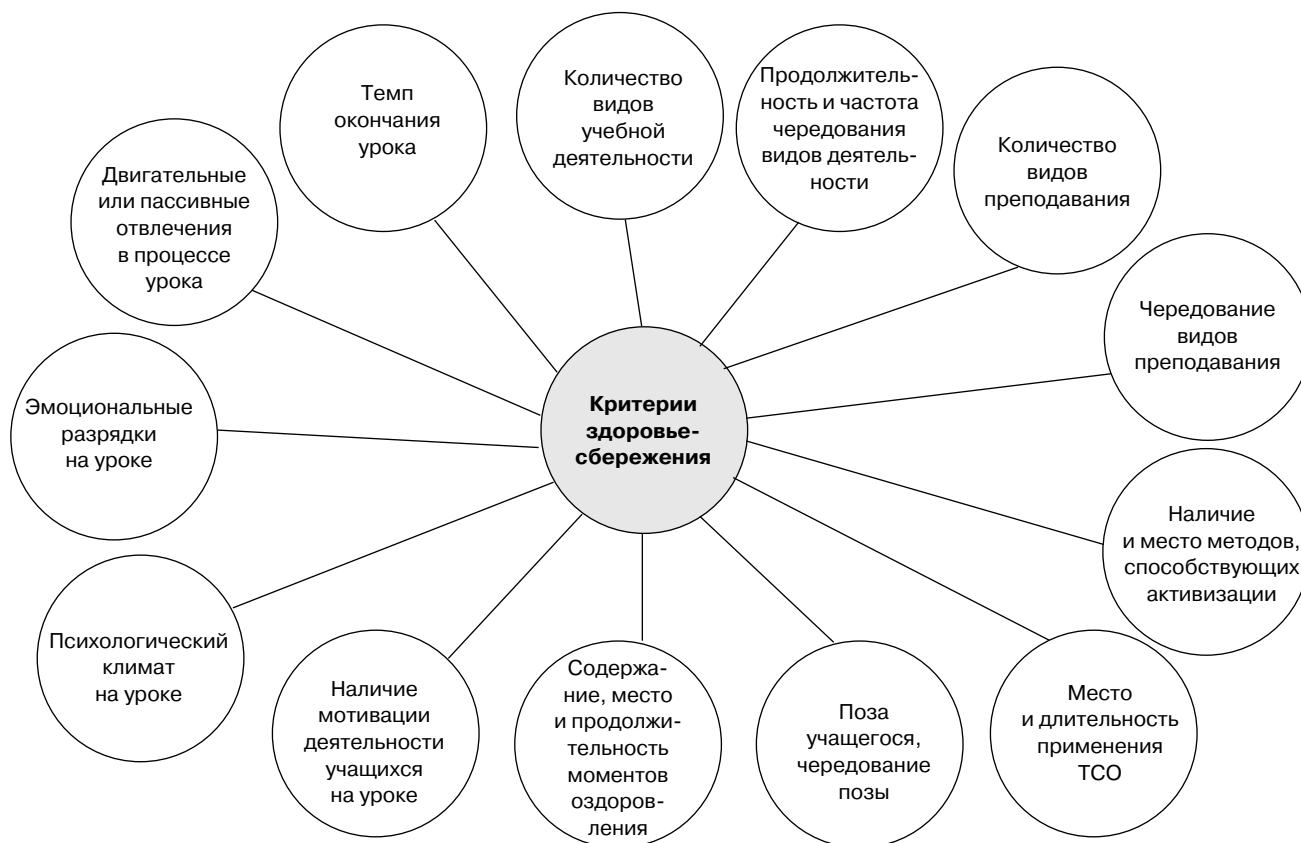 Темп
окончания
урока
Количество
видов
учебной
деятельности
Продолжитель-
ность и частота
чередования
видов деятель-
ности
Количество
видов
преподавания
Двигательные
или пассивные
отвлечения
в процессе
урока
Чередование
видов
преподавания
Эмоциональные
разрядки
на уроке
Критерии
здоровье-
сбережения
Наличие
и место методов,
способствующих
активизации
Психологический
климат
на уроке
Наличие
мотивации
деятельности
учащихся
на уроке
Содержа-
ние, место
и продолжи-
тельность
моментов
оздоров-
ления
Поза
учащегося,
чередование
позы
Место
и длительность
применения
ТСО